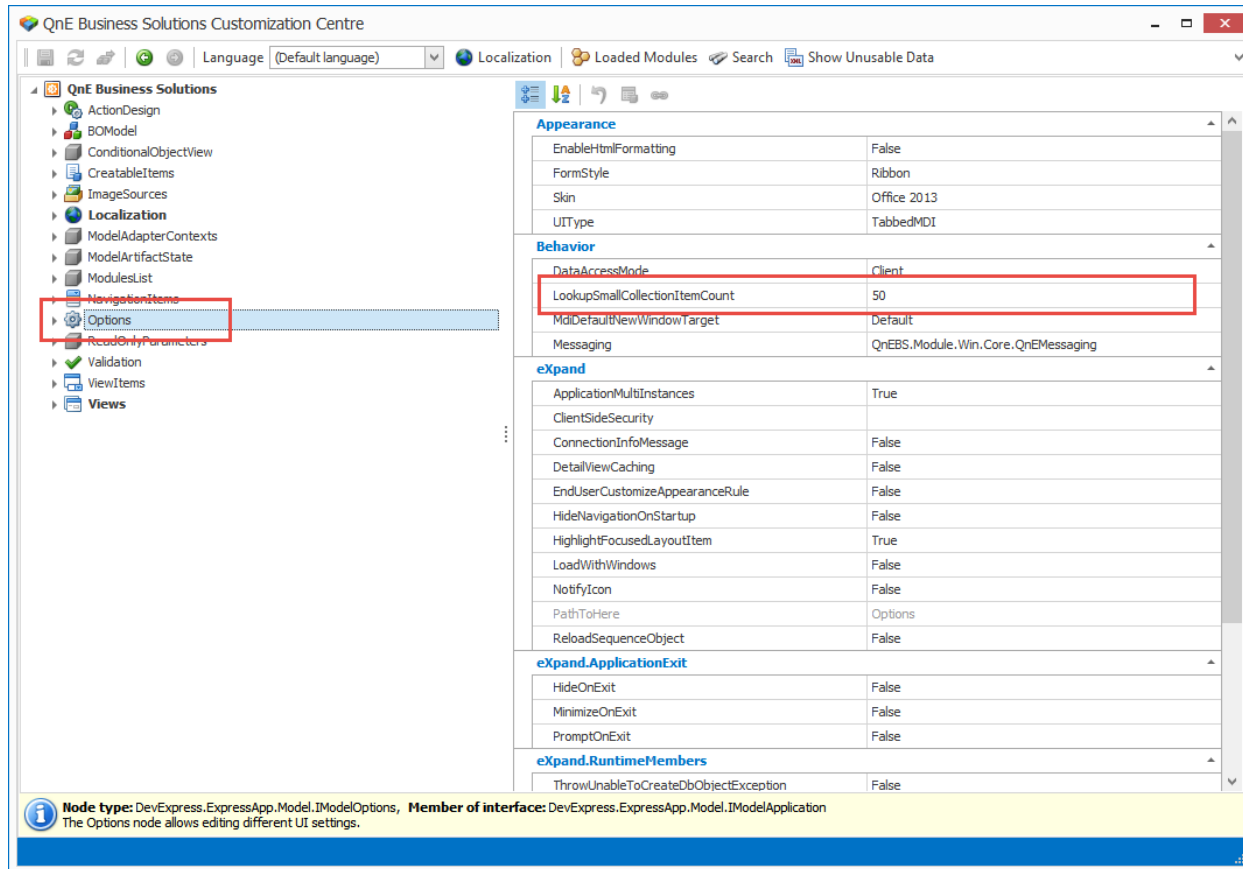 QnE Business Solutions Customization Centre
Language (Default language) Localization Loaded Modules Search Show Unusable Data
QnE Business Solutions
ActionDesign
BOModel
ConditionalObjectView
CreatableItems
ImageSources
Localization
ModelAdapterContexts
ModelArtifactState
ModulesList
NavigationItems
Options
ReadOnlyParameters
Validation
ViewItems
Views
Appearance
EnableHtmlFormatting False
FormStyle Ribbon
Skin Office 2013
UIType TabbedMDI
Behavior
DataAccessMode Client
LookupSmallCollectionItemCount 50
MdiDefaultNewWindowTarget Default
Messaging QnEBS.Module.Win.Core.QnEMessaging
eXpand
ApplicationMultiInstances True
ClientSideSecurity
ConnectionInfoMessage False
DetailViewCaching False
EndUserCustomizeAppearanceRule False
HideNavigationOnStartup False
HighlightFocusedLayoutItem True
LoadWithWindows False
NotifyIcon False
PathToHere Options
ReloadSequenceObject False
eXpand.ApplicationExit
HideOnExit False
MinimizeOnExit False
PromptOnExit False
eXpand.RuntimeMembers
ThrowUnableToCreateDbObjectException False
Node type: DevExpress.ExpressApp.Model.IModelOptions, Member of interface: DevExpress.ExpressApp.Model.IModelApplication
The Options node allows editing different UI settings.